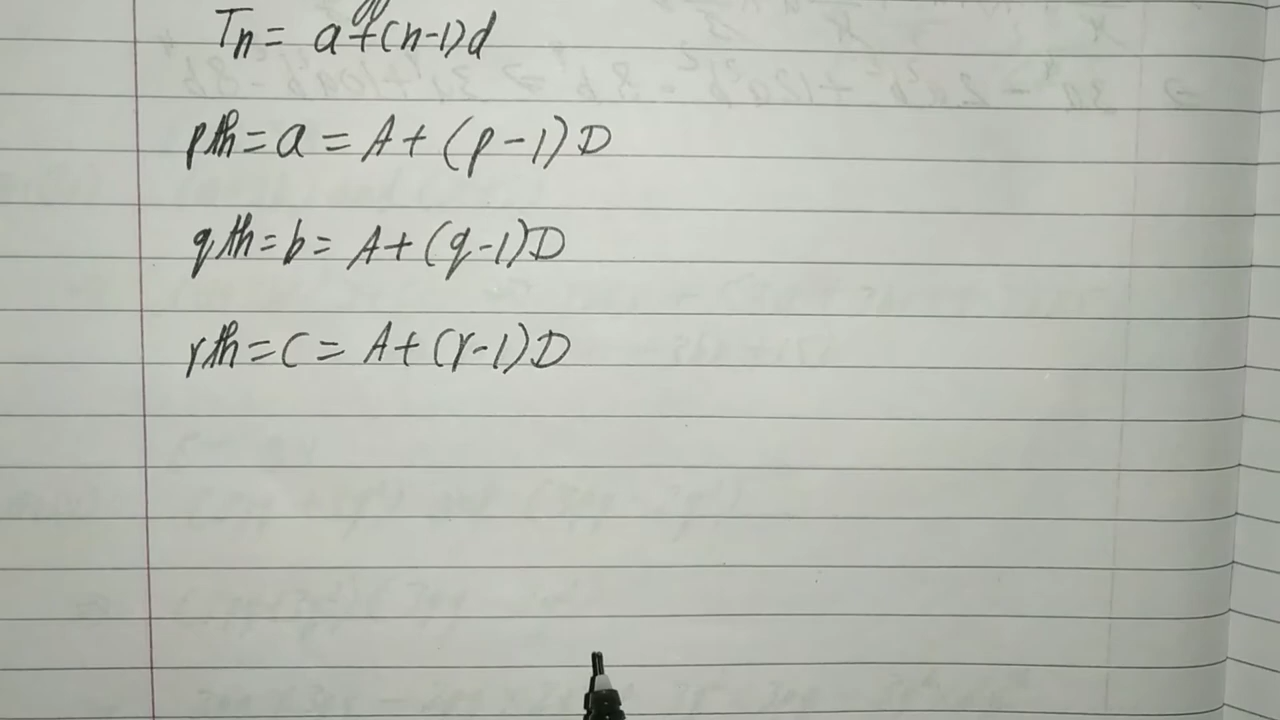 Tn = a+(n-1)d
pth = a = A+(p-1)D
qth = b = A+(q-1)D
rth = c = A+(r-1)D